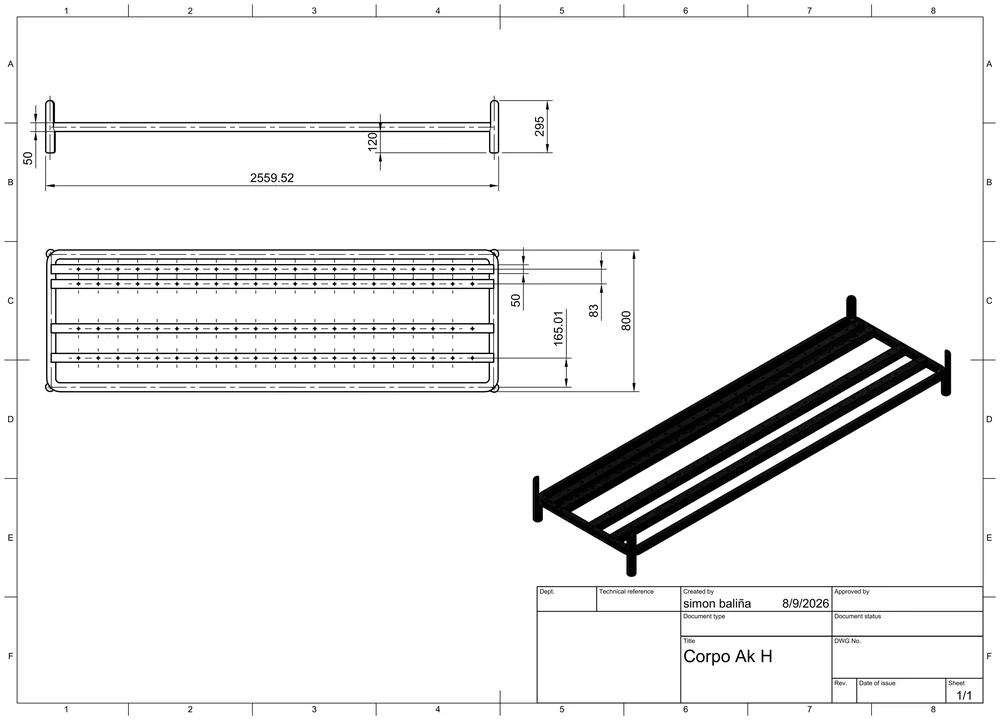 1 2 3 4 5 6 7 8
A A
295
120
50
B B
2559.52
C C
50
83
165.01
800
D D
E E
Dept. Technical reference Created by Approved by
simon baliña 8/9/2026
Document type Document status
Title DWG No.
Corpo Ak H
F F
Rev. Date of issue Sheet
1/1
1 2 3 4 5 6 7 8